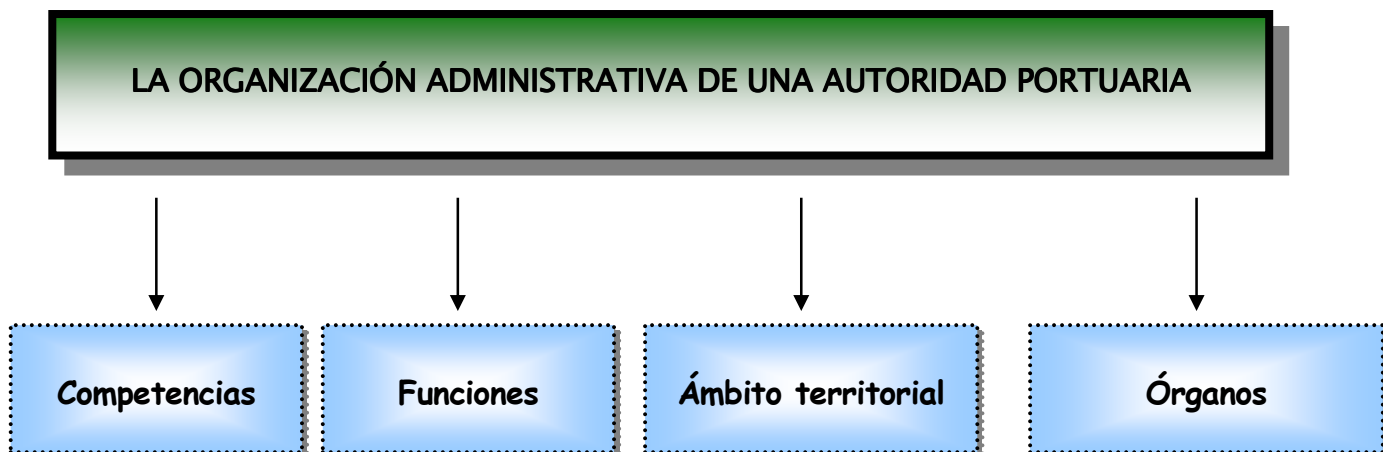 LA ORGANIZACIÓN ADMINISTRATIVA DE UNA AUTORIDAD PORTUARIA
Competencias
Funciones
Ámbito territorial
Órganos